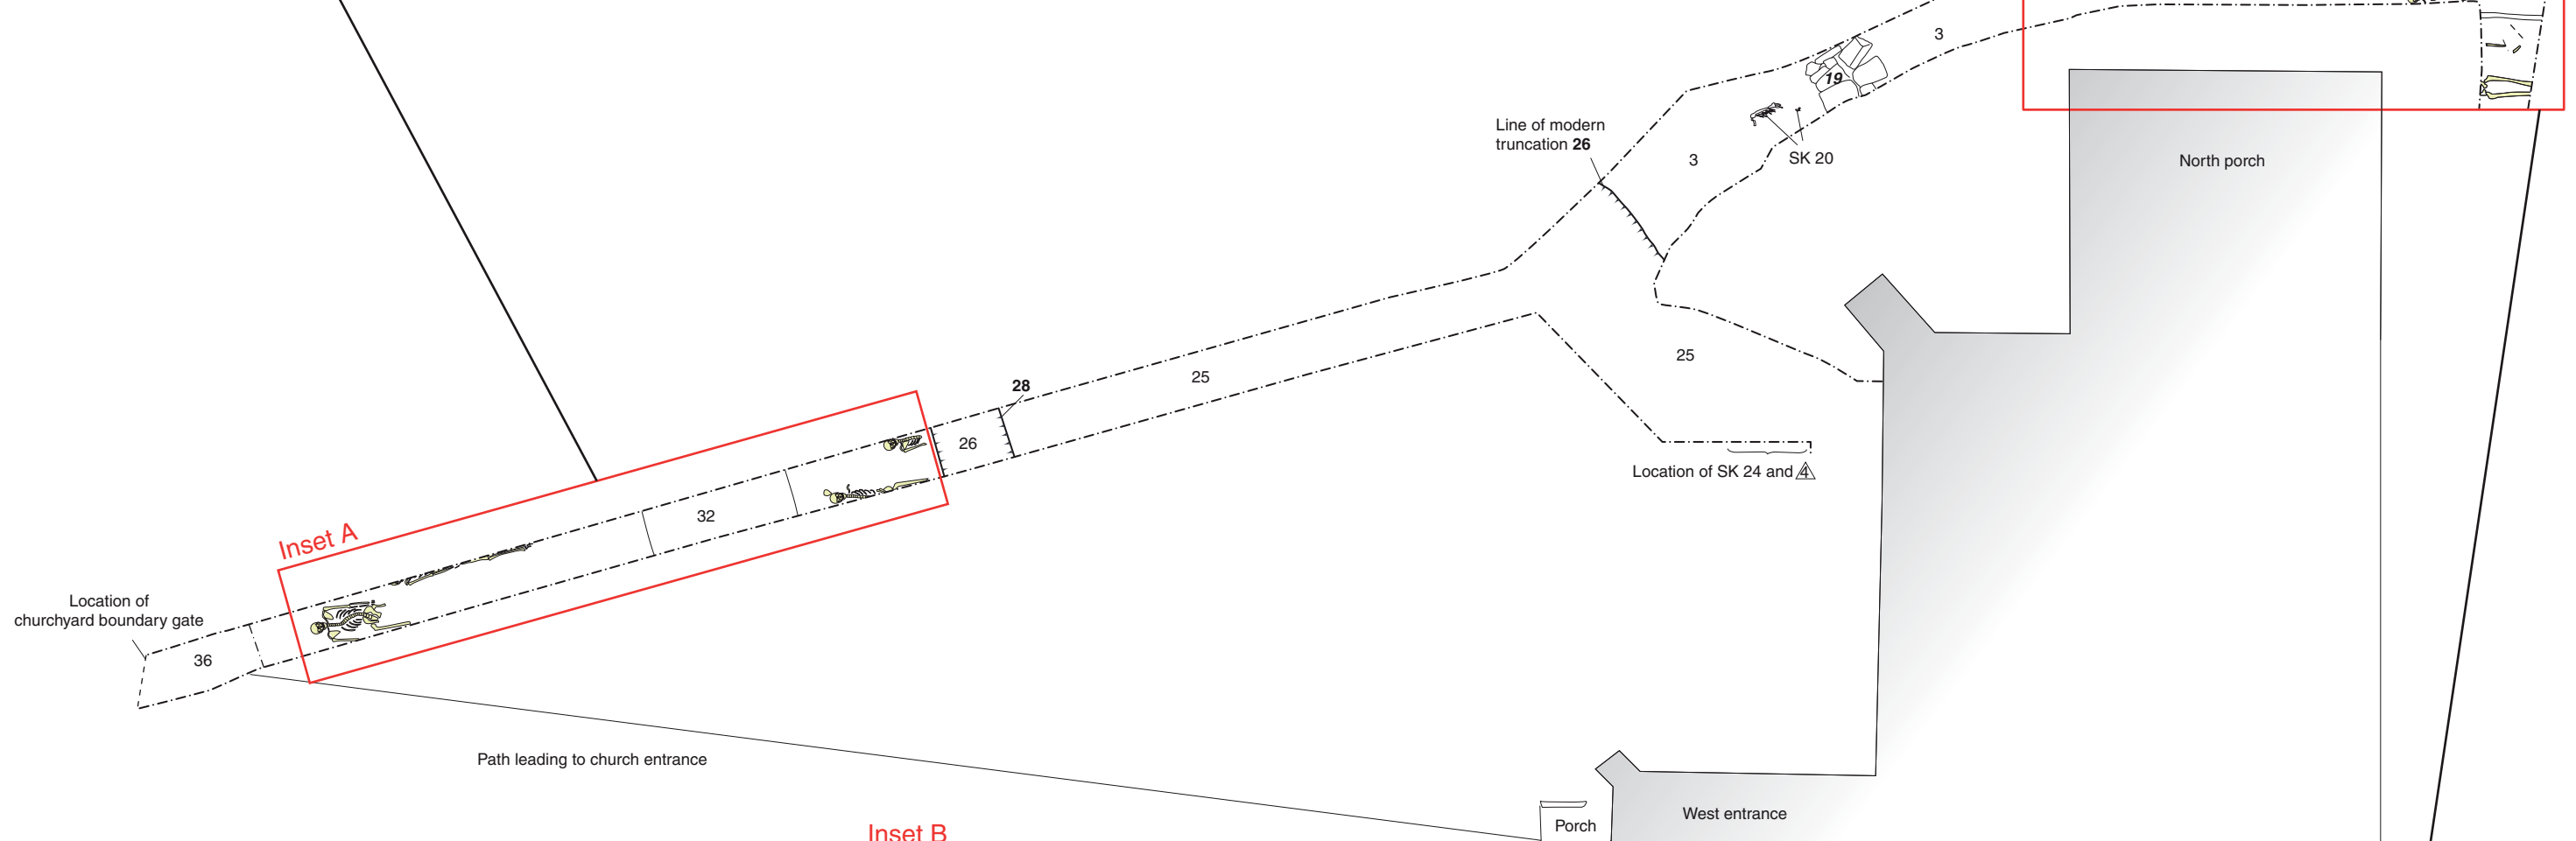 3
19
Line of modern
truncation 26
SK 20
3
North porch
25
25
28
26
Location of SK 24 and 4
32
Inset A
Location of
churchyard boundary gate
36
Path leading to church entrance
West entrance
Porch
Inset B